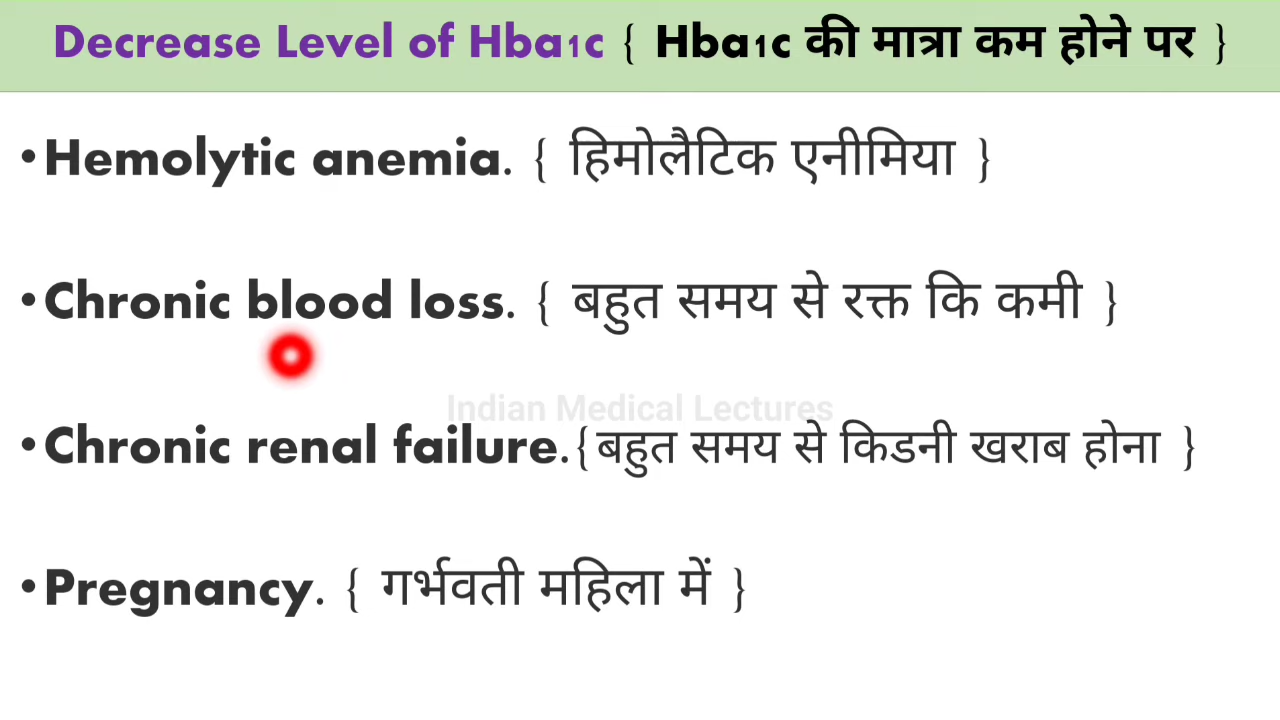 Decrease Level of Hba1c { Hba1c की मात्रा कम होने पर }
•Hemolytic anemia. { हिमोलैटिक एनीमिया }
•Chronic blood loss. { बहुत समय से रक्त कि कमी }
Indian Medical Lectures
•Chronic renal failure.{बहुत समय से किडनी खराब होना }
•Pregnancy. { गर्भवती महिला में }